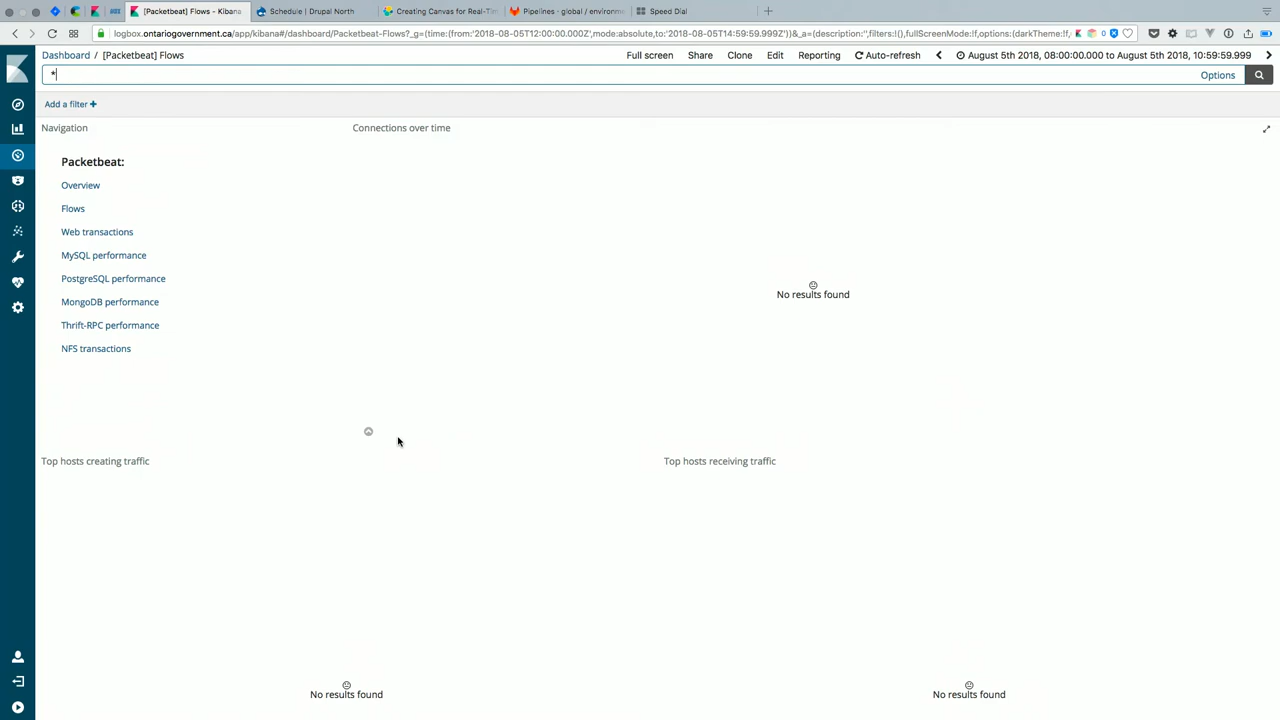 [Packetbeat] Flows - Kibana
Schedule | Drupal North
Creating Canvas for Real-Tim
Pipelines · global / environm
Speed Dial
logbox.ontariogovernment.ca/app/kibana#/dashboard/Packetbeat-Flows?_g=(time:(from:'2018-08-05T12:00:00.000Z',mode:absolute,to:'2018-08-05T14:59:59.999Z'))&_a=(description:'',filters:!(),fullScreenMode:!f,options:(darkTheme:!f,
Dashboard / [Packetbeat] Flows
Full screen Share Clone Edit Reporting Auto-refresh August 5th 2018, 08:00:00.000 to August 5th 2018, 10:59:59.999
*
Options
Add a filter +
Navigation
Connections over time
Packetbeat:
Overview
Flows
Web transactions
MySQL performance
PostgreSQL performance
MongoDB performance
Thrift-RPC performance
NFS transactions
No results found
Top hosts creating traffic
Top hosts receiving traffic
No results found
No results found